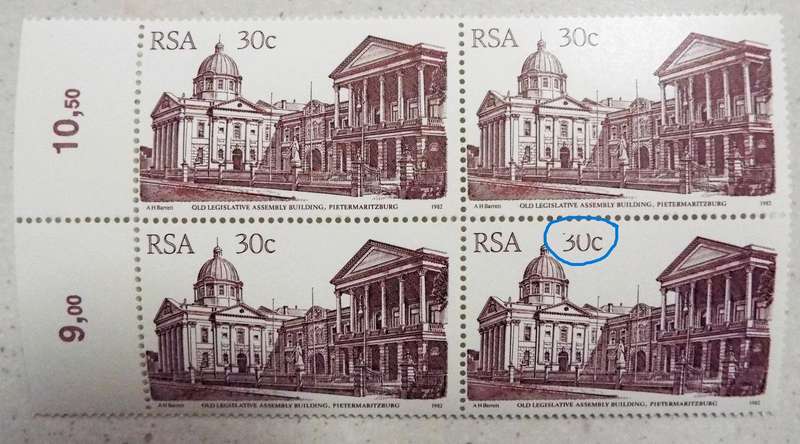 10,50
RSA 30c
A H Barrett OLD LEGISLATIVE ASSEMBLY BUILDING, PIETERMARITZBURG 1982
RSA 30c
A H Barrett OLD LEGISLATIVE ASSEMBLY BUILDING, PIETERMARITZBURG 1982
9,00
RSA 30c
A H Barrett OLD LEGISLATIVE ASSEMBLY BUILDING, PIETERMARITZBURG 1982
RSA 30c
A H Barrett OLD LEGISLATIVE ASSEMBLY BUILDING, PIETERMARITZBURG 1982